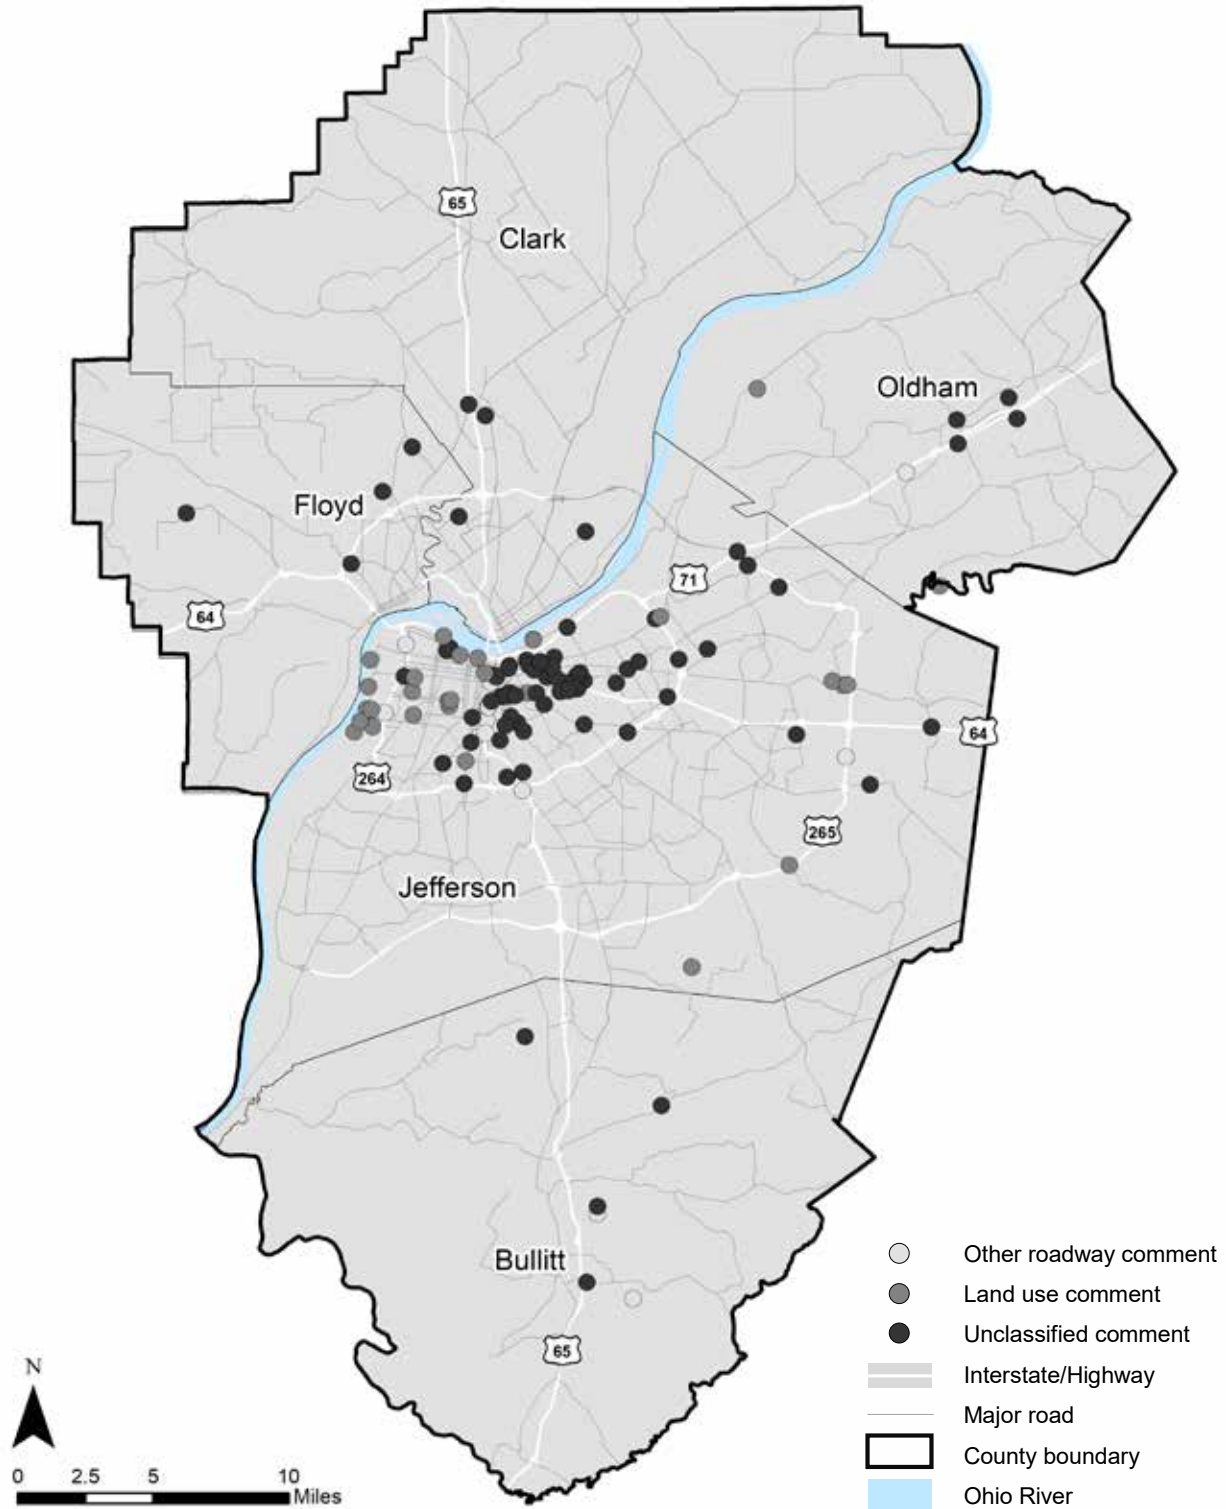 65
Clark
Oldham
Floyd
71
64
64
264
265
Jefferson
Bullitt
65
Other roadway comment
Land use comment
Unclassified comment
Interstate/Highway
Major road
County boundary
Ohio River
N
0 2.5 5 10
Miles